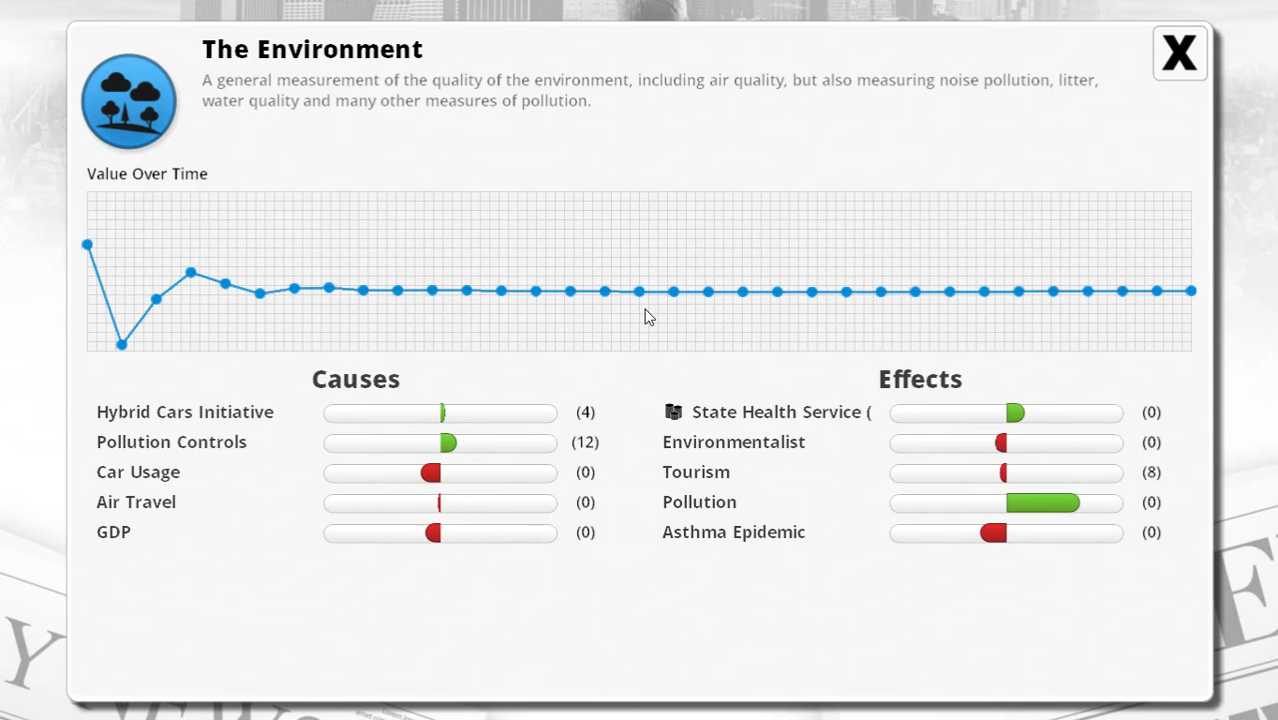 The Environment
X
A general measurement of the quality of the environment, including air quality, but also measuring noise pollution, litter,
water quality and many other measures of pollution.
Value Over Time
Causes
Hybrid Cars Initiative (4)
Pollution Controls (12)
Car Usage (0)
Air Travel (0)
GDP (0)
Effects
State Health Service ( (0)
Environmentalist (0)
Tourism (8)
Pollution (0)
Asthma Epidemic (0)